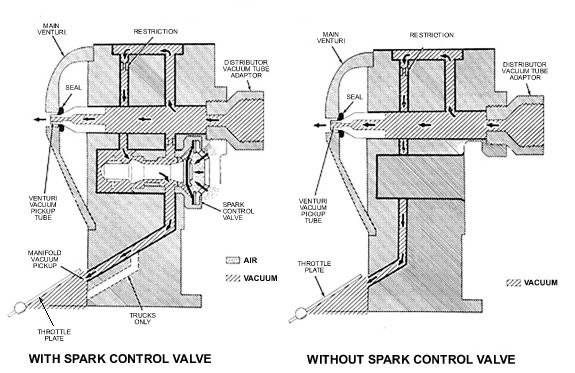 MAIN
VENTURI
RESTRICTION
DISTRIBUTOR
VACUUM TUBE
ADAPTOR
SEAL
VENTURI
VACUUM
PICKUP
TUBE
SPARK
CONTROL
VALVE
MANIFOLD
VACUUM
PICKUP
AIR
VACUUM
THROTTLE
PLATE
TRUCKS
ONLY
WITH SPARK CONTROL VALVE
MAIN
VENTURI
RESTRICTION
DISTRIBUTOR
VACUUM TUBE
ADAPTOR
SEAL
VENTURI
VACUUM
PICKUP
TUBE
THROTTLE
PLATE
VACUUM
WITHOUT SPARK CONTROL VALVE